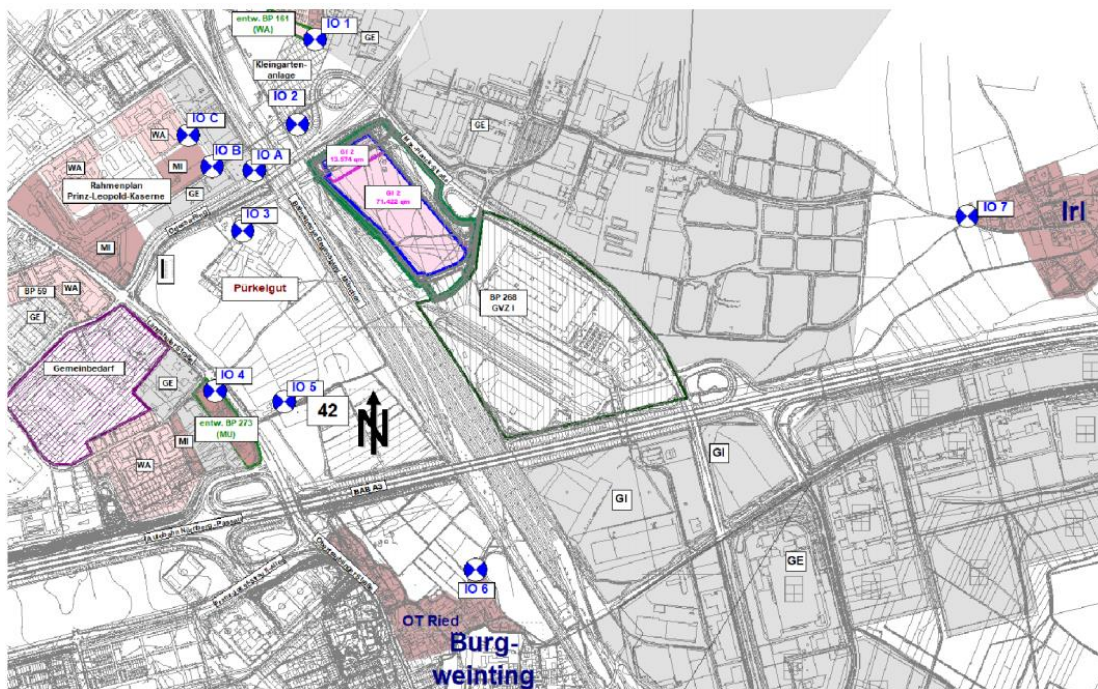 entw. BP 161
(WA)
IO 1
GE
Kleingarten-
anlage
IO 2
IO C
WA
GE
IO B
IO A
MI
WA
GI 2
GI 2
71.422 qm
Rahmenplan
Prinz-Leopold-Kaserne
GE
IO 7
Irl
IO 3
MI
WA
BP 59
Pürkelgut
BP 268
GVZ I
GE
Gemeinbedarf
GE
IO 4
IO 5
42
N
entw. BP 273
(MU)
MI
WA
BAB A3
GI
GI
GE
IO 6
OT Ried
Burg-
weinting